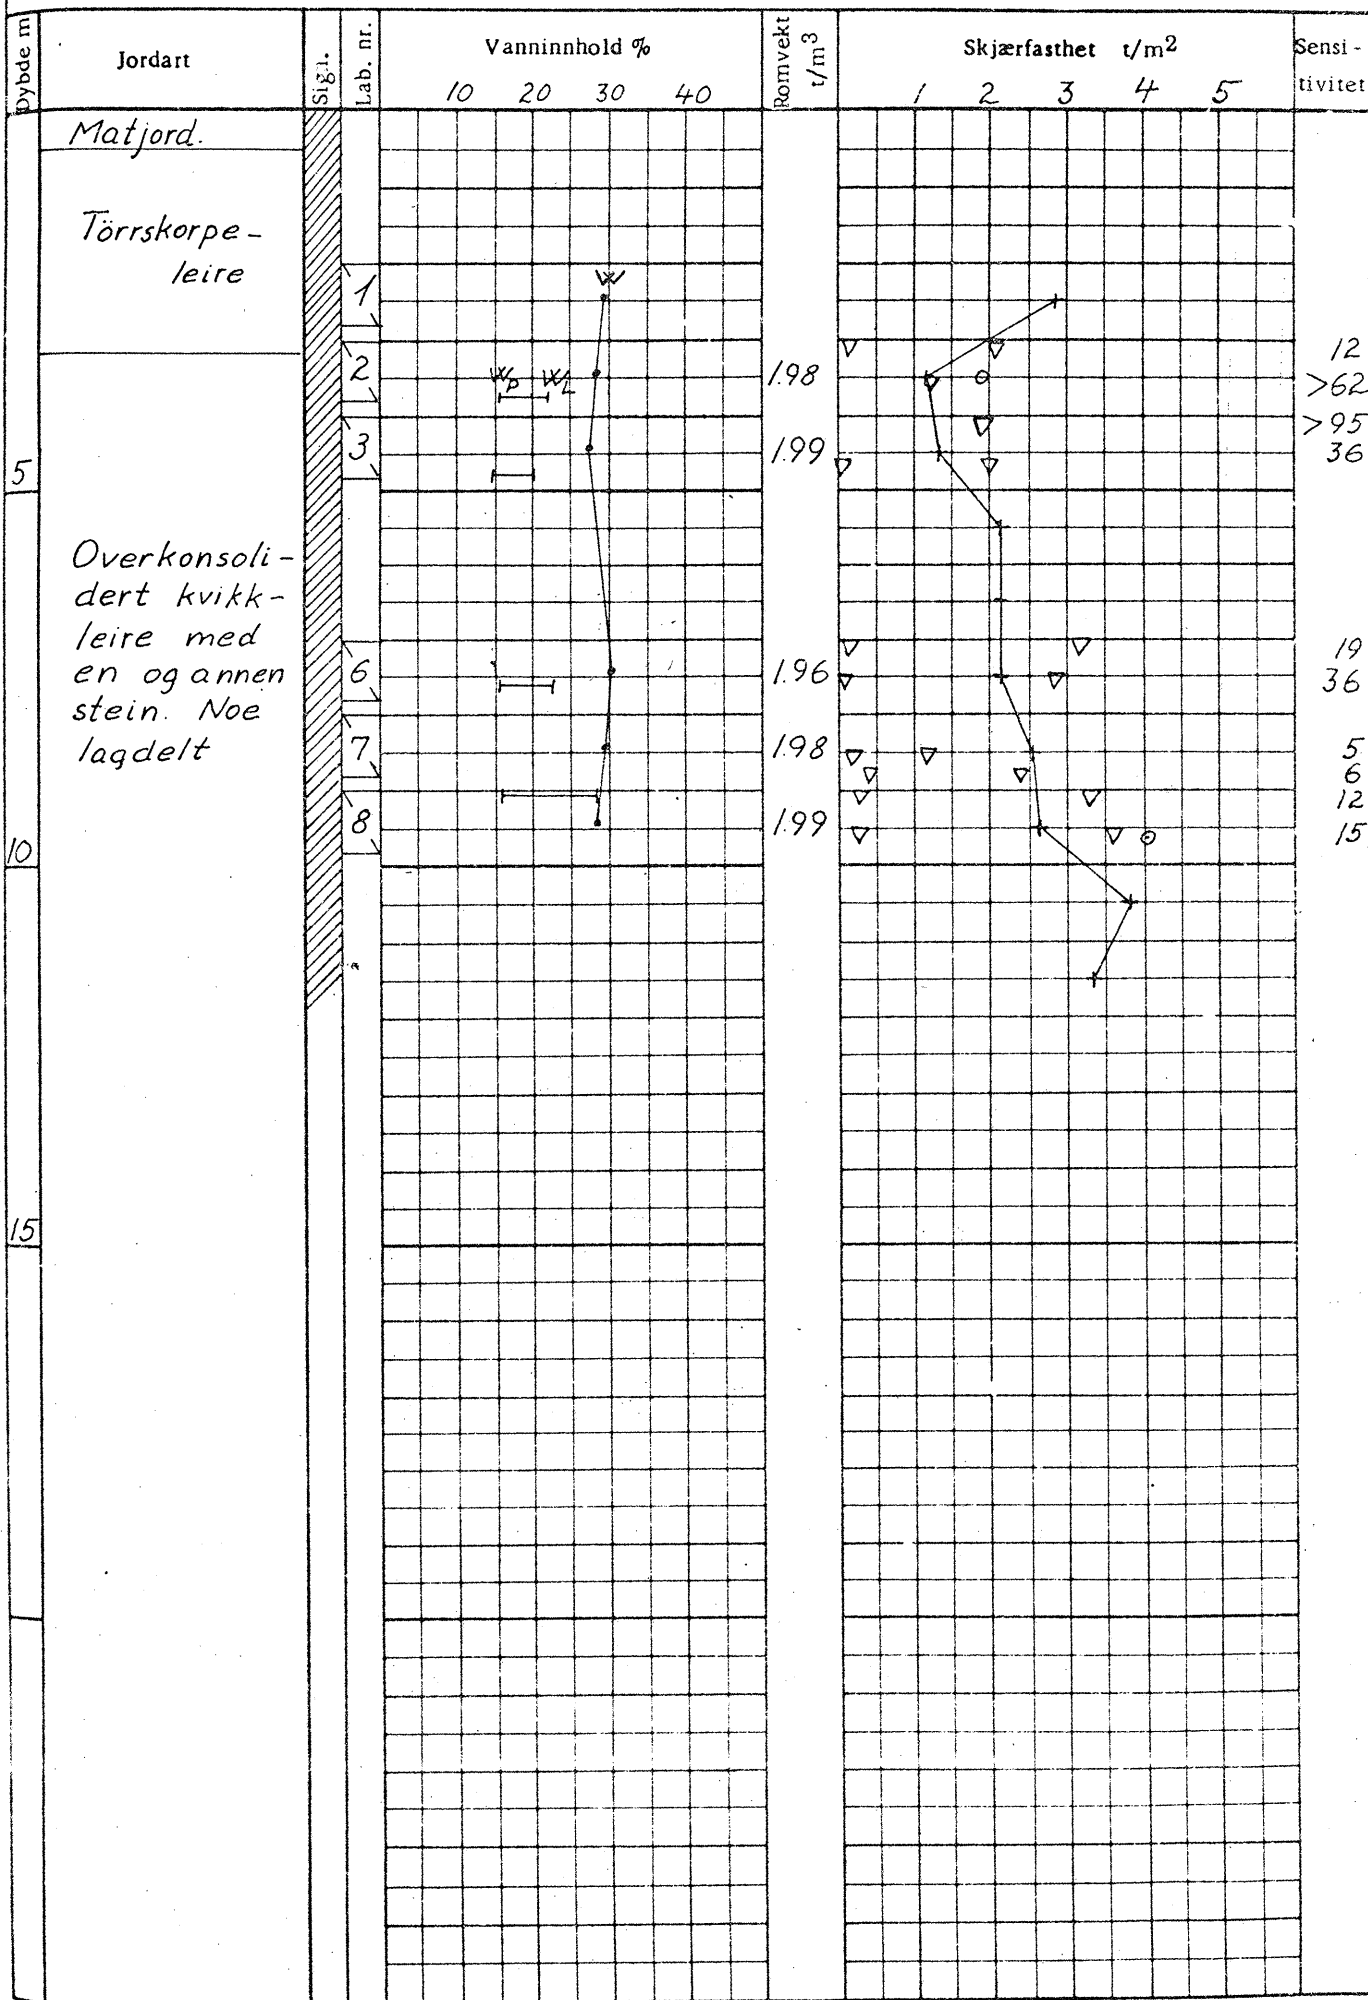 Dybde m
Jordart
Sign.
Lab. nr.
Vanninnhold %
10 20 30 40
Romvekt t/m³
Skjærfasthet t/m²
1 2 3 4 5
Sensi-
tivitet
Matjord.
Törrskorpe-
leire
W
1
12
2
Wp WL
1.98
>62
>95
3
1.99
36
5
Overkonsoli-
dert kvikk-
leire med
en og annen
stein. Noe
lagdelt
19
6
1.96
36
7
1.98
5
6
12
8
1.99
15
10
15